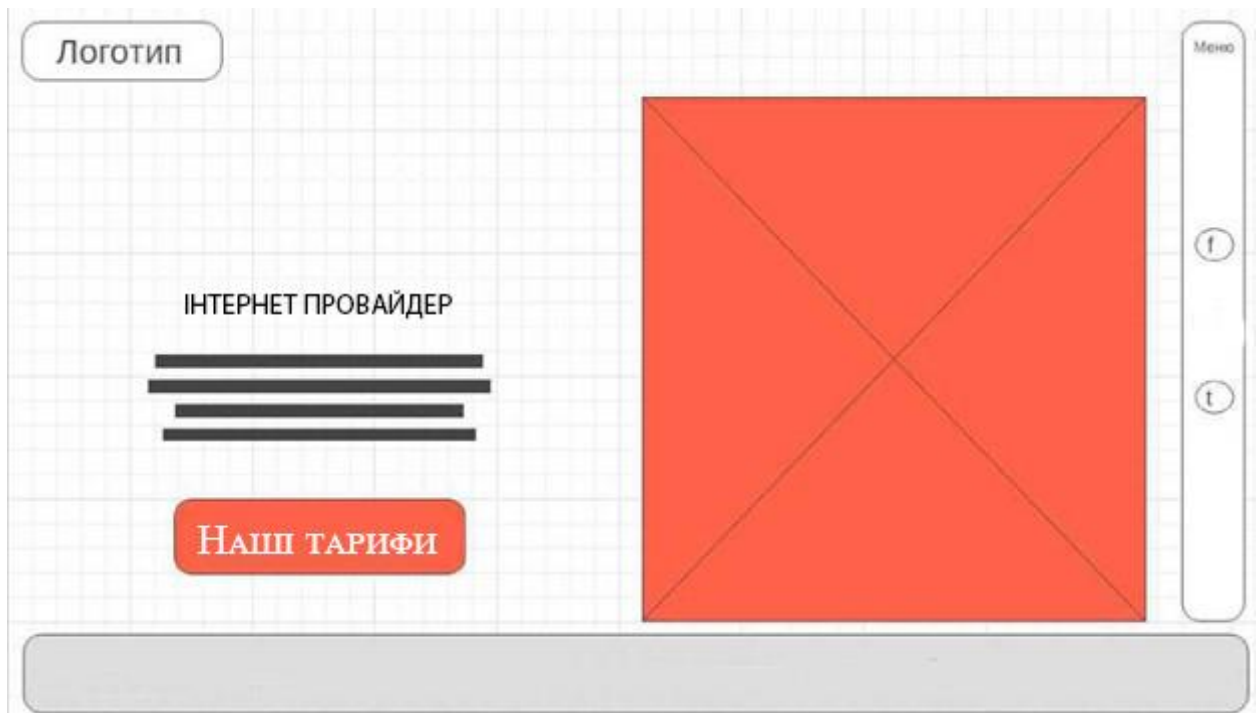 Логотип
Меню
f
ІНТЕРНЕТ ПРОВАЙДЕР
t
Наші тарифи